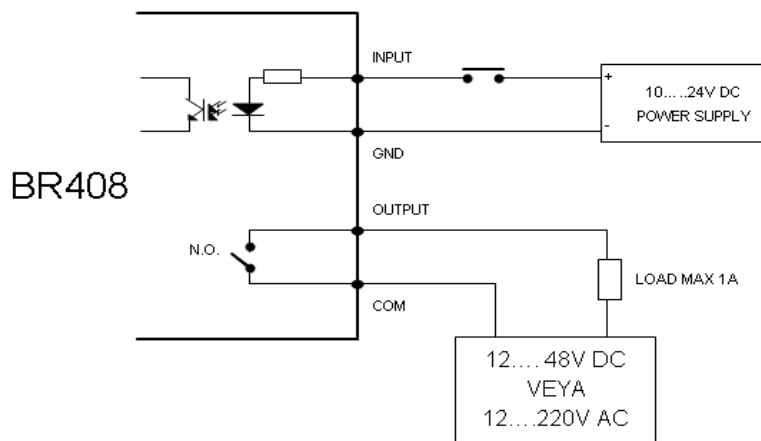 INPUT
+
10.....24V DC
POWER SUPPLY
-
GND
BR408
OUTPUT
N.O.
LOAD MAX 1A
COM
12.... 48V DC
VEYA
12....220V AC